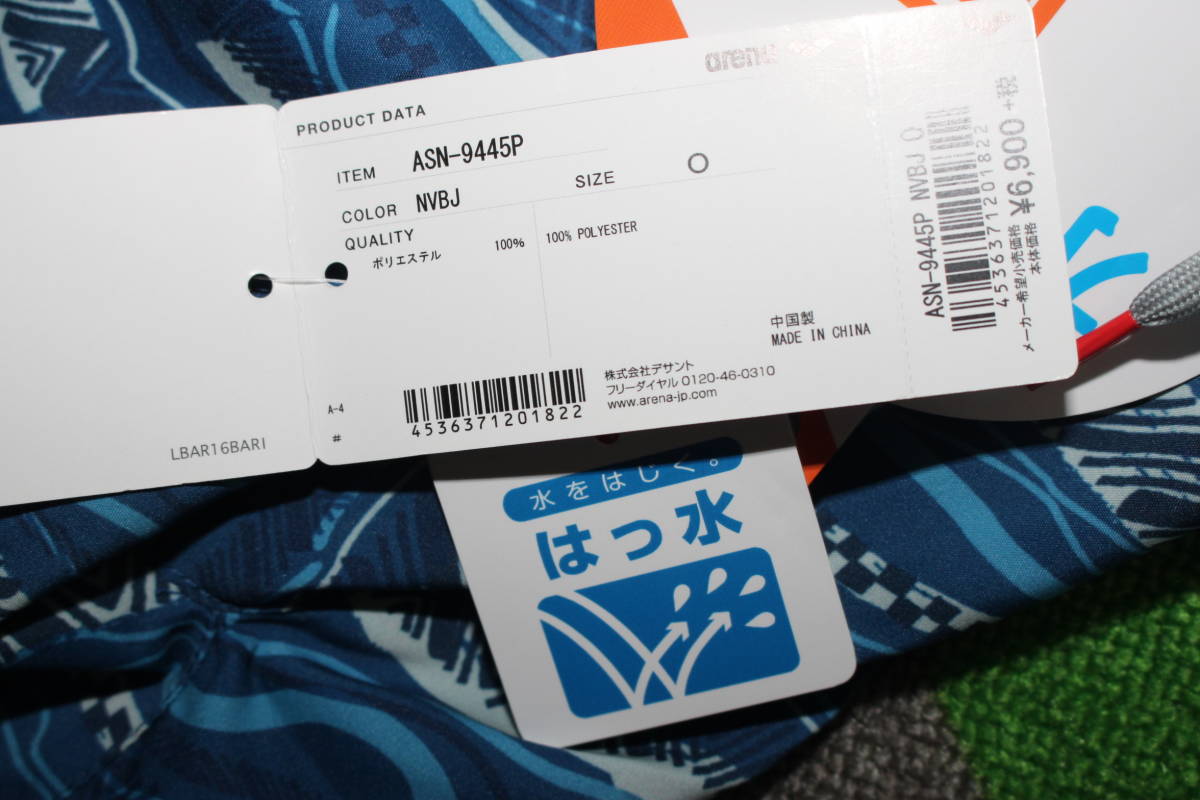 arena
PRODUCT DATA
ITEM ASN-9445P
COLOR NVBJ
SIZE O
QUALITY
ポリエステル 100%
100% POLYESTER
中国製
MADE IN CHINA
A-4
#
4536371201822
株式会社デサント
フリーダイヤル 0120-46-0310
www.arena-jp.com
LBAR16BARI
ASN-9445P NVBJ O
4536371201822
メーカー希望小売価格
本体価格 ¥6,900 +税
水をはじく。
はっ水